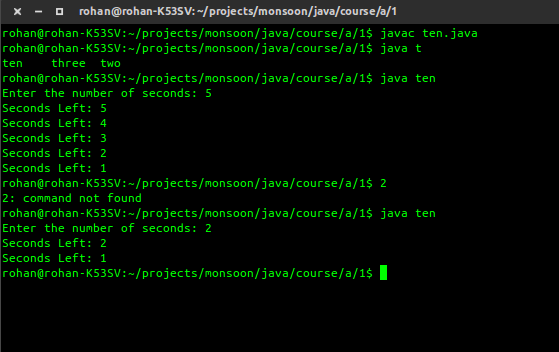 rohan@rohan-K53SV: ~/projects/monsoon/java/course/a/1
rohan@rohan-K53SV:~/projects/monsoon/java/course/a/1$ javac ten.java
rohan@rohan-K53SV:~/projects/monsoon/java/course/a/1$ java t
ten    three  two
rohan@rohan-K53SV:~/projects/monsoon/java/course/a/1$ java ten
Enter the number of seconds: 5
Seconds Left: 5
Seconds Left: 4
Seconds Left: 3
Seconds Left: 2
Seconds Left: 1
rohan@rohan-K53SV:~/projects/monsoon/java/course/a/1$ 2
2: command not found
rohan@rohan-K53SV:~/projects/monsoon/java/course/a/1$ java ten
Enter the number of seconds: 2
Seconds Left: 2
Seconds Left: 1
rohan@rohan-K53SV:~/projects/monsoon/java/course/a/1$